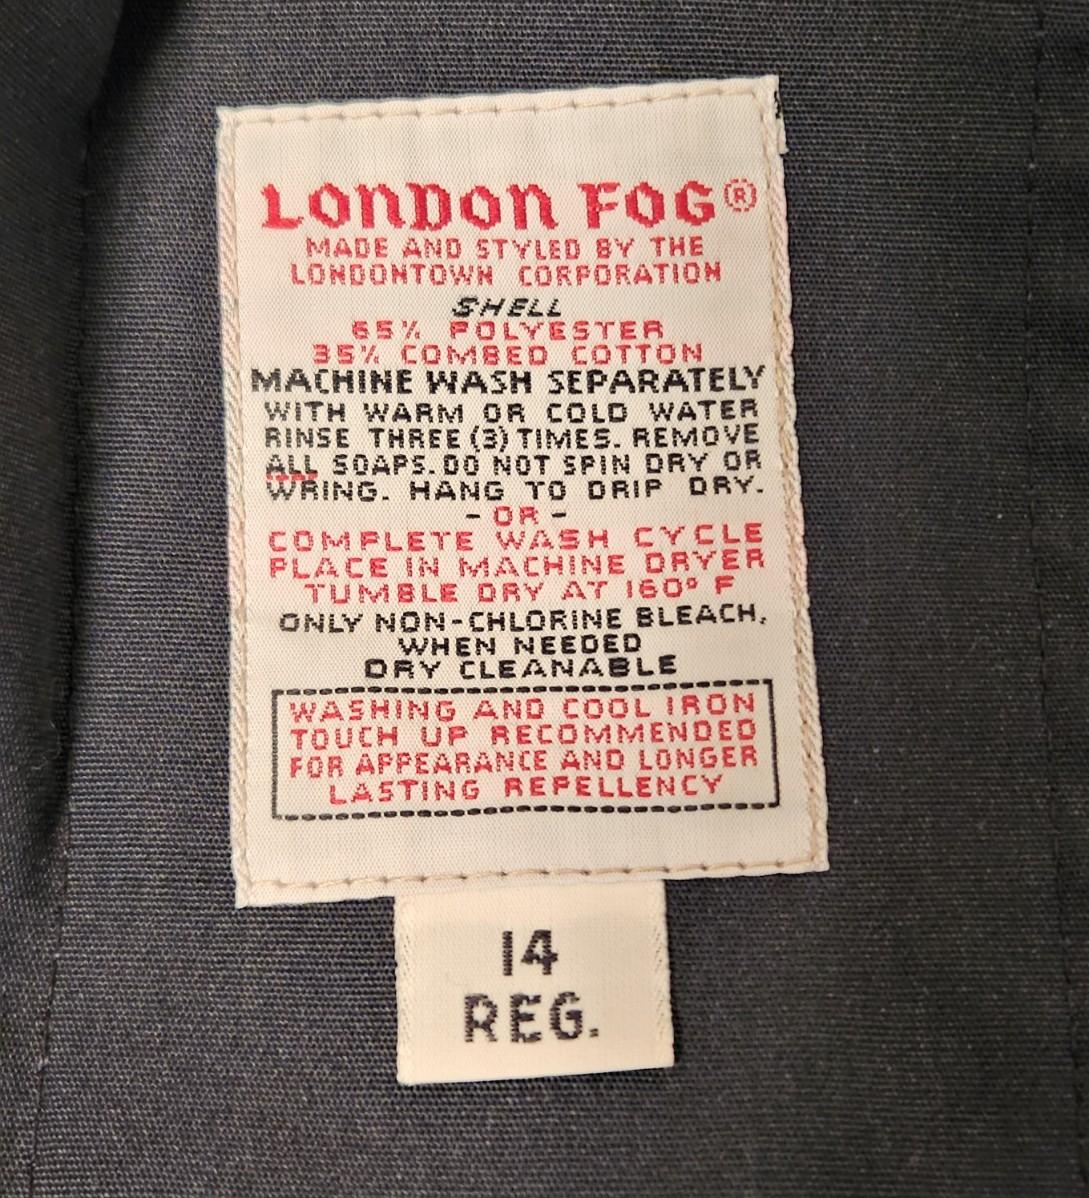 LONDON FOG®
MADE AND STYLED BY THE
LONDONTOWN CORPORATION
SHELL
65% POLYESTER
35% COMBED COTTON
MACHINE WASH SEPARATELY
WITH WARM OR COLD WATER
RINSE THREE (3) TIMES. REMOVE
ALL SOAPS. DO NOT SPIN DRY OR
WRING. HANG TO DRIP DRY.
- OR -
COMPLETE WASH CYCLE
PLACE IN MACHINE DRYER
TUMBLE DRY AT 160° F
ONLY NON-CHLORINE BLEACH,
WHEN NEEDED
DRY CLEANABLE
WASHING AND COOL IRON
TOUCH UP RECOMMENDED
FOR APPEARANCE AND LONGER
LASTING REPELLENCY
14
REG.